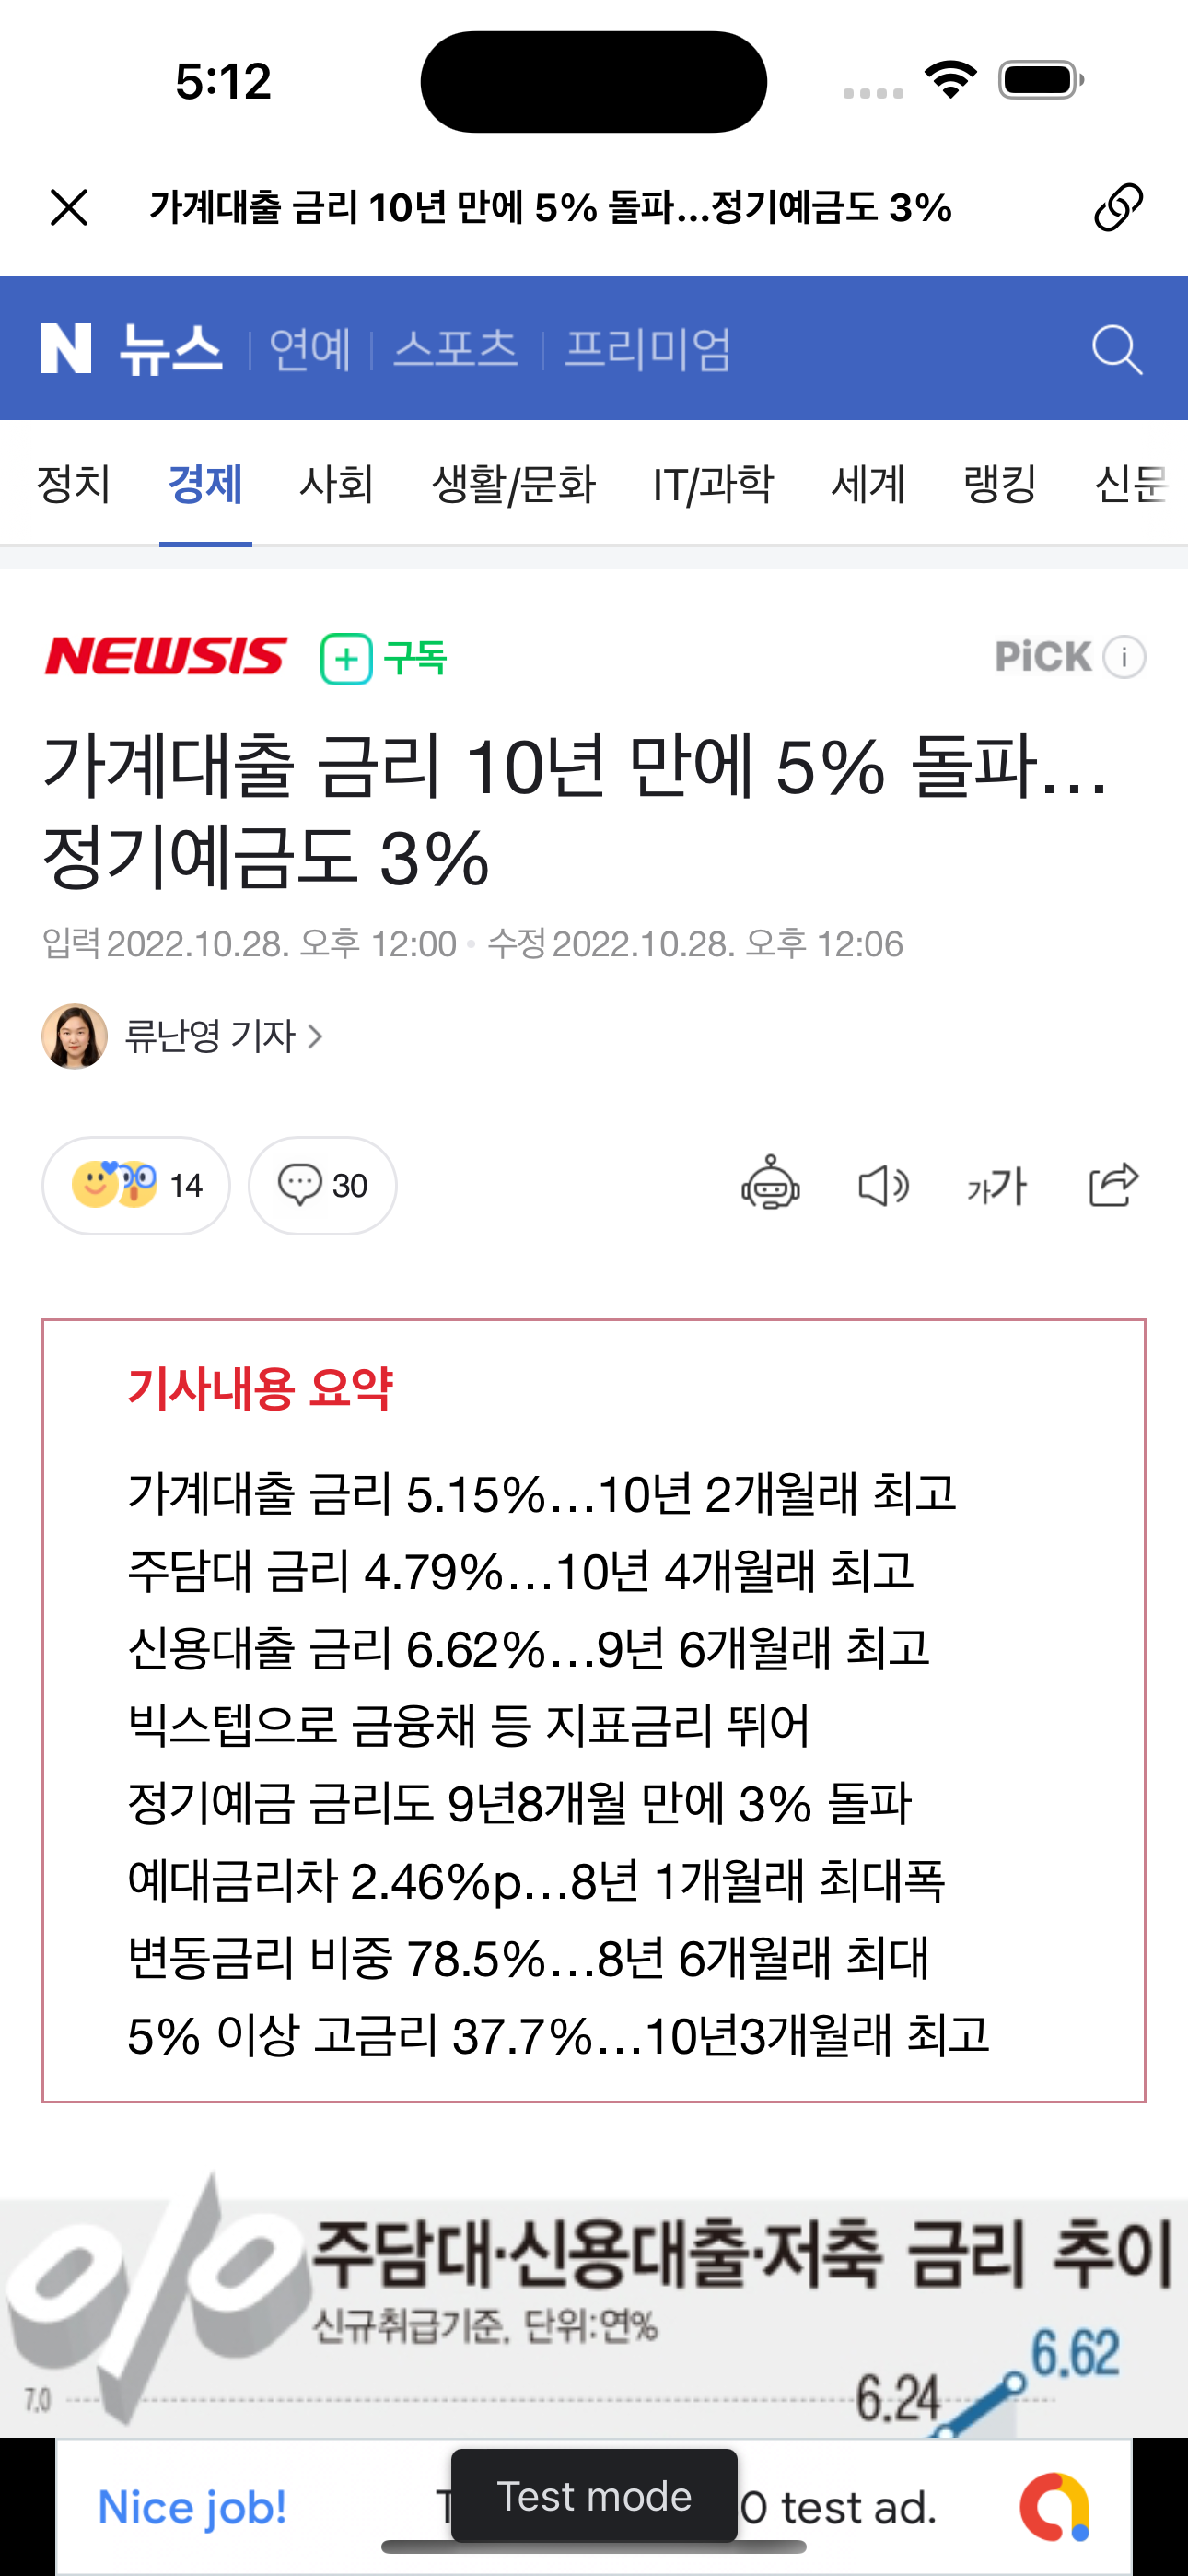 5:12
가계대출 금리 10년 만에 5% 돌파...정기예금도 3%
N 뉴스 연예 스포츠 프리미엄
정치 경제 사회 생활/문화 IT/과학 세계 랭킹 신문
NEWSIS 구독 PiCK i
가계대출 금리 10년 만에 5% 돌파…
정기예금도 3%
입력 2022.10.28. 오후 12:00 수정 2022.10.28. 오후 12:06
류난영 기자
14 30 가가
기사내용 요약
가계대출 금리 5.15%…10년 2개월래 최고
주담대 금리 4.79%…10년 4개월래 최고
신용대출 금리 6.62%…9년 6개월래 최고
빅스텝으로 금융채 등 지표금리 뛰어
정기예금 금리도 9년8개월 만에 3% 돌파
예대금리차 2.46%p…8년 1개월래 최대폭
변동금리 비중 78.5%…8년 6개월래 최대
5% 이상 고금리 37.7%…10년3개월래 최고
% 주담대·신용대출·저축 금리 추이
신규취급기준, 단위:연%
6.62
7.0 6.24
Nice job! Test mode 0 test ad.